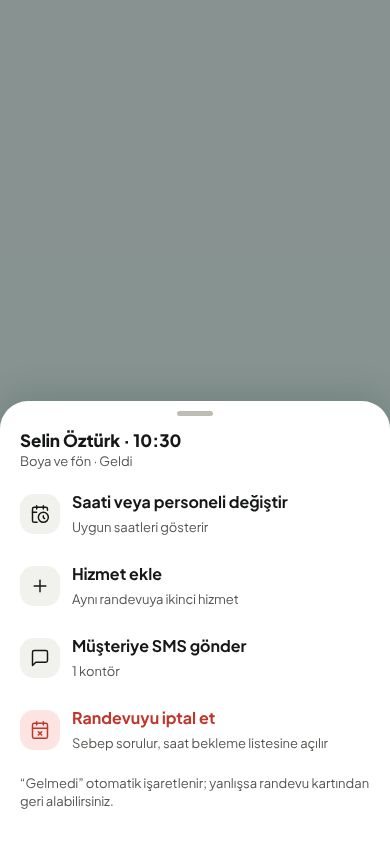 Selin Öztürk · 10:30
Boya ve fön · Geldi
Saati veya personeli değiştir
Uygun saatleri gösterir
Hizmet ekle
Aynı randevuya ikinci hizmet
Müşteriye SMS gönder
1 kontör
Randevuyu iptal et
Sebep sorulur, saat bekleme listesine açılır
“Gelmedi” otomatik işaretlenir; yanlışsa randevu kartından
geri alabilirsiniz.